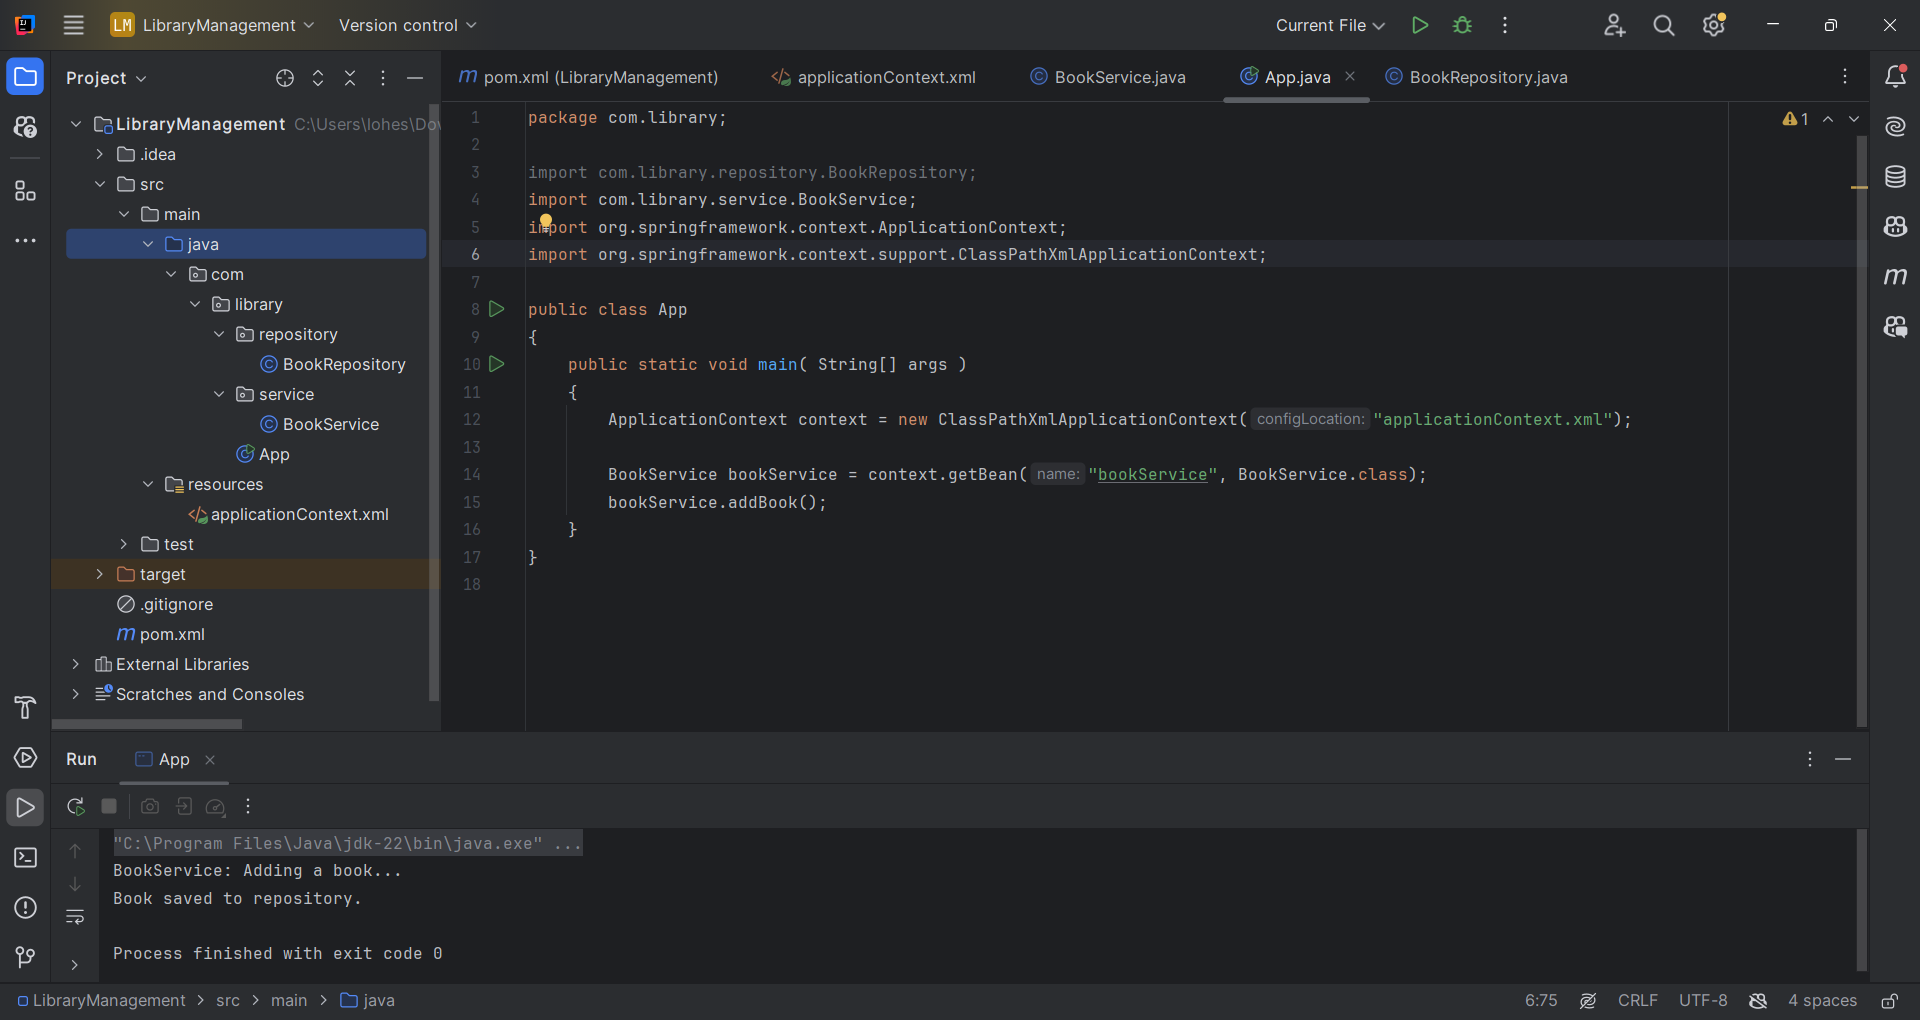 LM LibraryManagement Version control Current File
Project
LibraryManagement C:\Users\lohes\Dov
.idea
src
main
java
com
library
repository
BookRepository
service
BookService
App
resources
applicationContext.xml
test
target
.gitignore
m pom.xml
External Libraries
Scratches and Consoles
m pom.xml (LibraryManagement) applicationContext.xml BookService.java App.java BookRepository.java
1 package com.library;
2
3 import com.library.repository.BookRepository;
4 import com.library.service.BookService;
5 import org.springframework.context.ApplicationContext;
6 import org.springframework.context.support.ClassPathXmlApplicationContext;
7
8 public class App
9 {
10 public static void main( String[] args )
11 {
12 ApplicationContext context = new ClassPathXmlApplicationContext( configLocation: "applicationContext.xml");
13
14 BookService bookService = context.getBean( name: "bookService", BookService.class);
15 bookService.addBook();
16 }
17 }
18
1
m
Run App
"C:\Program Files\Java\jdk-22\bin\java.exe" ...
BookService: Adding a book...
Book saved to repository.
Process finished with exit code 0
LibraryManagement > src > main > java 6:75 CRLF UTF-8 4 spaces